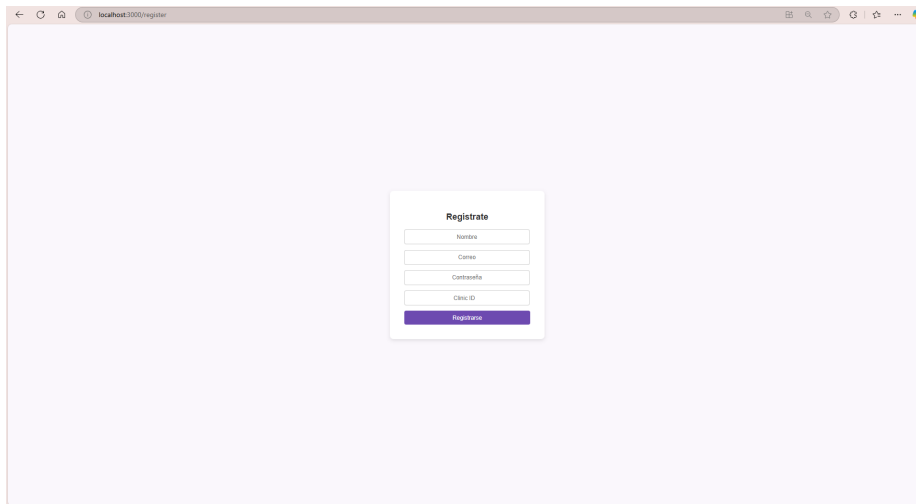 localhost:3000/register
Registrate
Nombre
Correo
Contraseña
Clinic ID
Registrarse